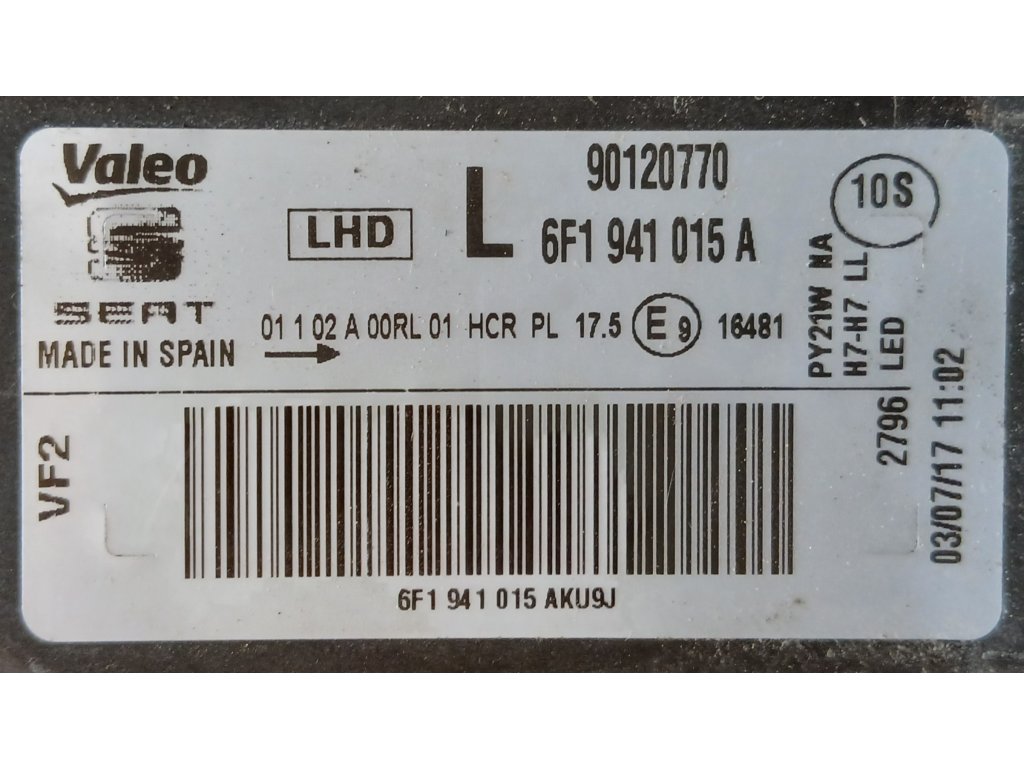 Valeo
SEAT
MADE IN SPAIN
LHD
L
90120770
6F1 941 015 A
10S
01 1 02 A 00RL 01 HCR PL 17.5 E9 16481
PY21W NA
H7-H7 LL
2796 LED
03/07/17 11:02
VF2
6F1 941 015 AKU9J